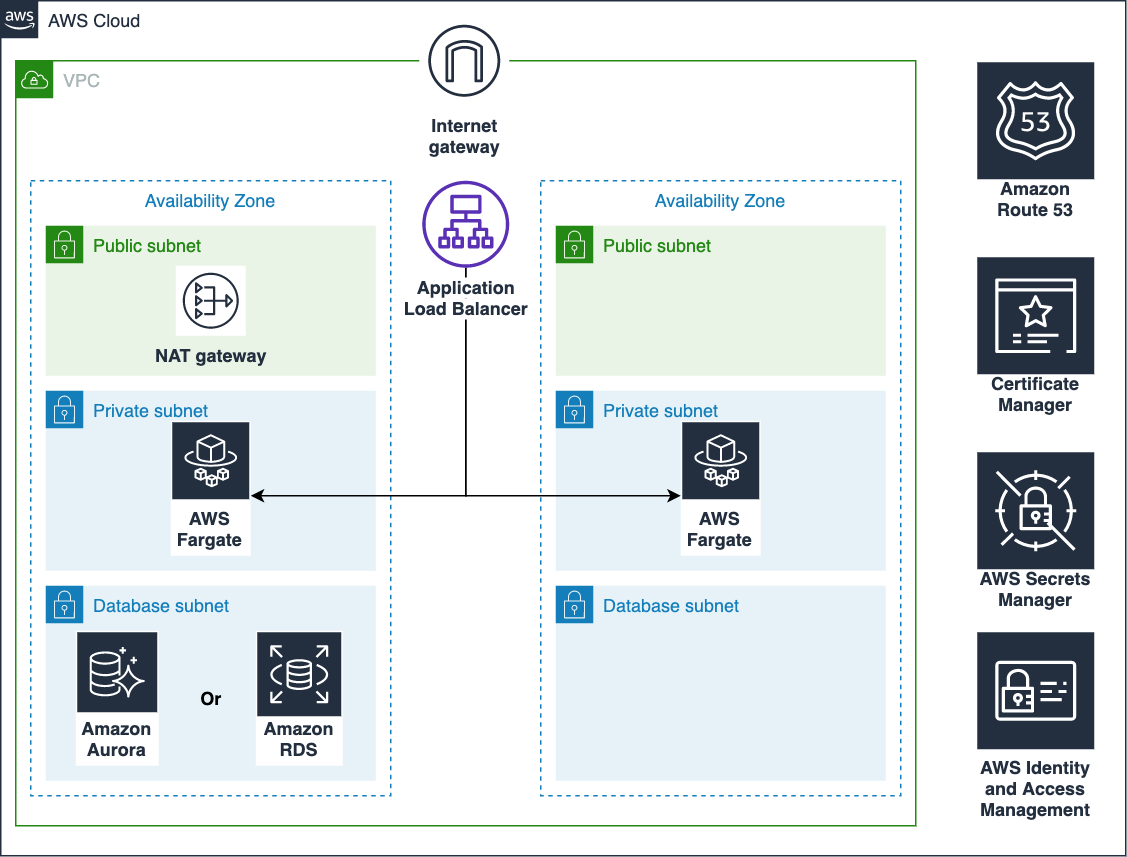 aws
AWS Cloud
VPC
Internet
gateway
Availability Zone
Public subnet
NAT gateway
Private subnet
AWS
Fargate
Database subnet
Amazon
Aurora
Or
Amazon
RDS
Application
Load Balancer
Availability Zone
Public subnet
Private subnet
AWS
Fargate
Database subnet
53
Amazon
Route 53
Certificate
Manager
AWS Secrets
Manager
AWS Identity
and Access
Management